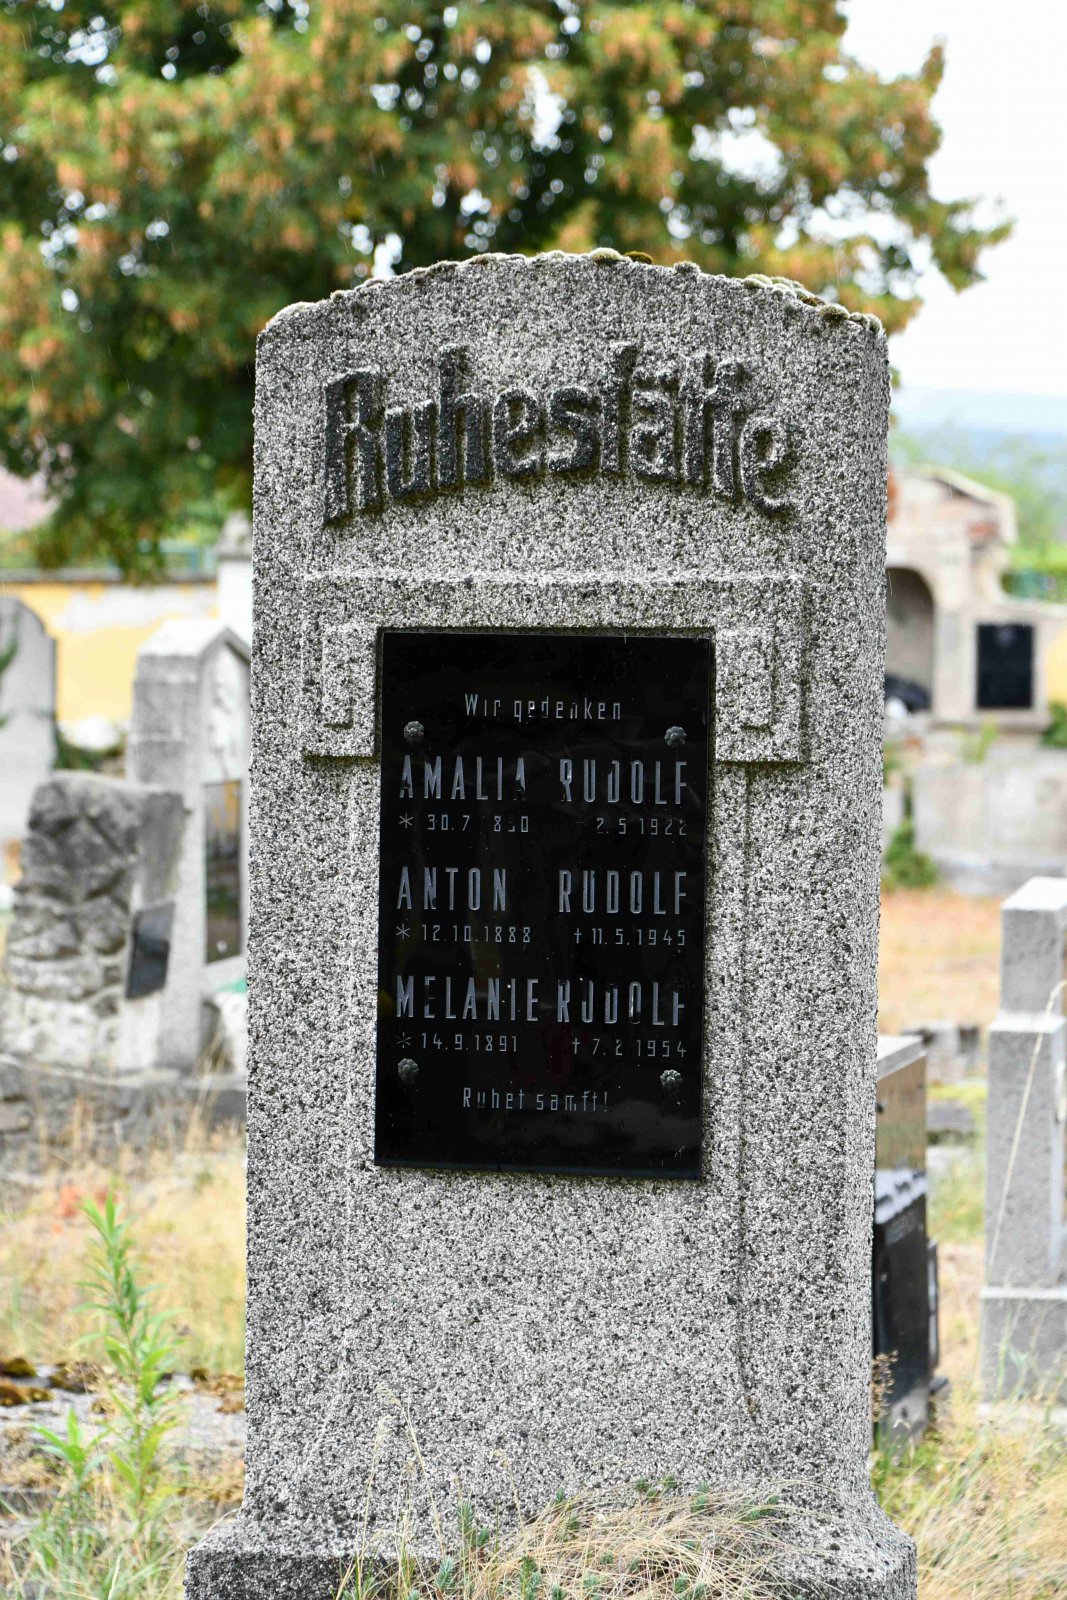 Ruhestätte
Wir gedenken
AMALIA RUDOLF
* 30.7.1850 2.5.1922
ANTON RUDOLF
* 12.10.1888 † 11.5.1945
MELANIE RUDOLF
* 14.9.1891 † 7.2.1954
Ruhet sanft!